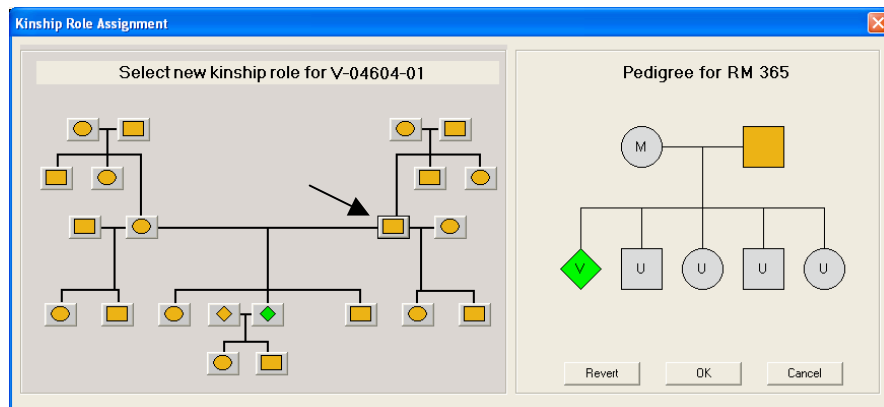 Kinship Role Assignment
Select new kinship role for V-04604-01
Pedigree for RM 365
M
V
U
U
U
U
Revert
OK
Cancel